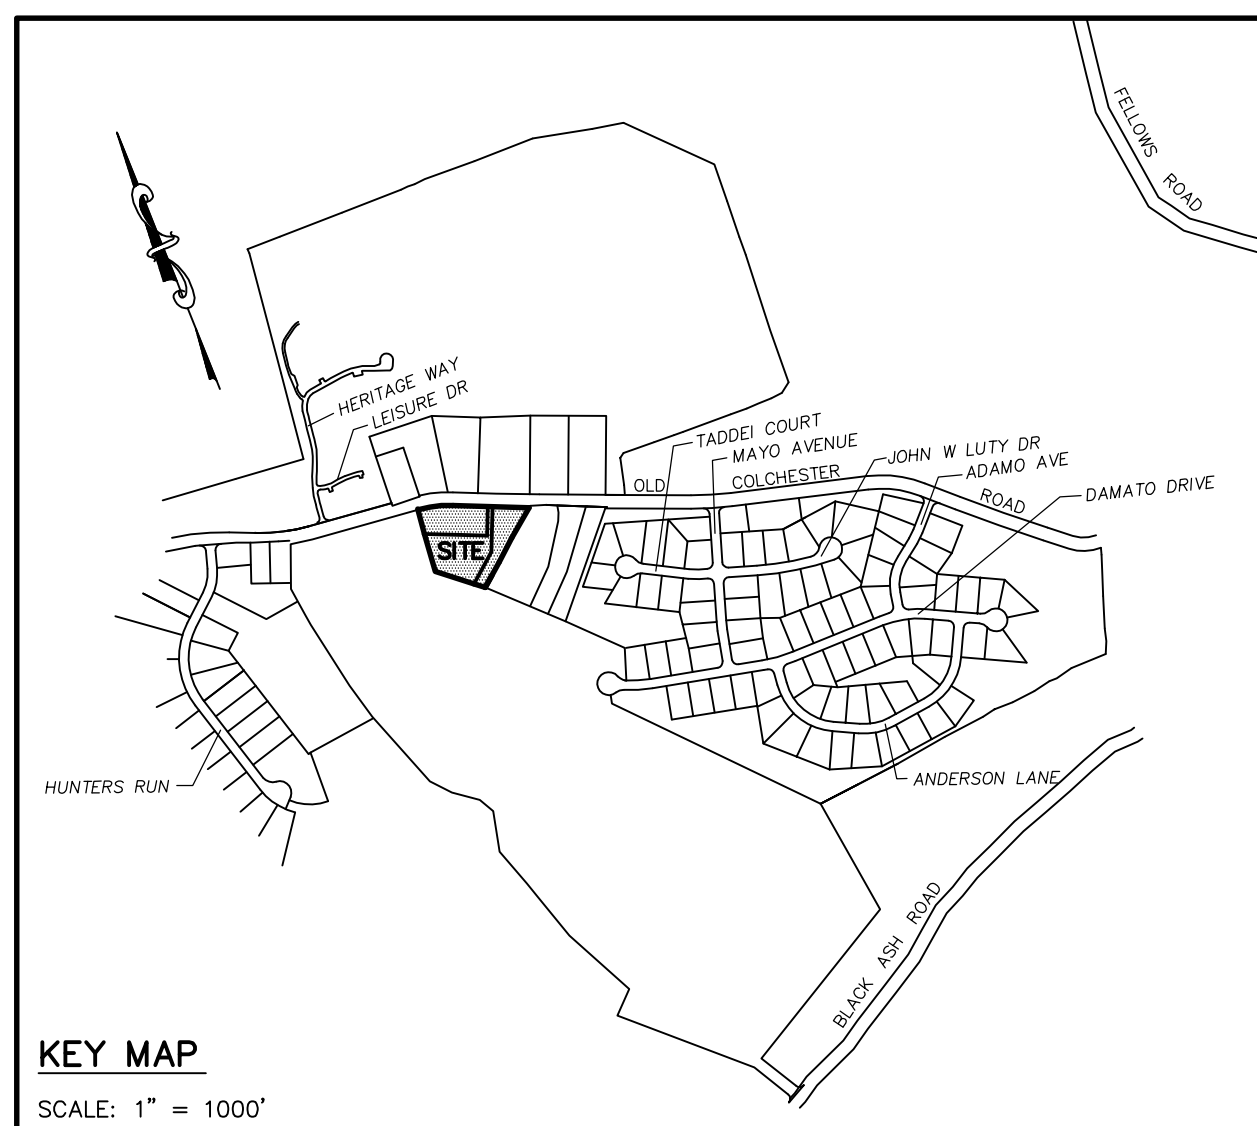 FELLOWS ROAD
HERITAGE WAY
LEISURE DR
TADDEI COURT
MAYO AVENUE
JOHN W LUTY DR
ADAMO AVE
OLD COLCHESTER ROAD
DAMATO DRIVE
SITE
HUNTERS RUN
ANDERSON LANE
BLACK ASH ROAD
KEY MAP
SCALE: 1" = 1000'